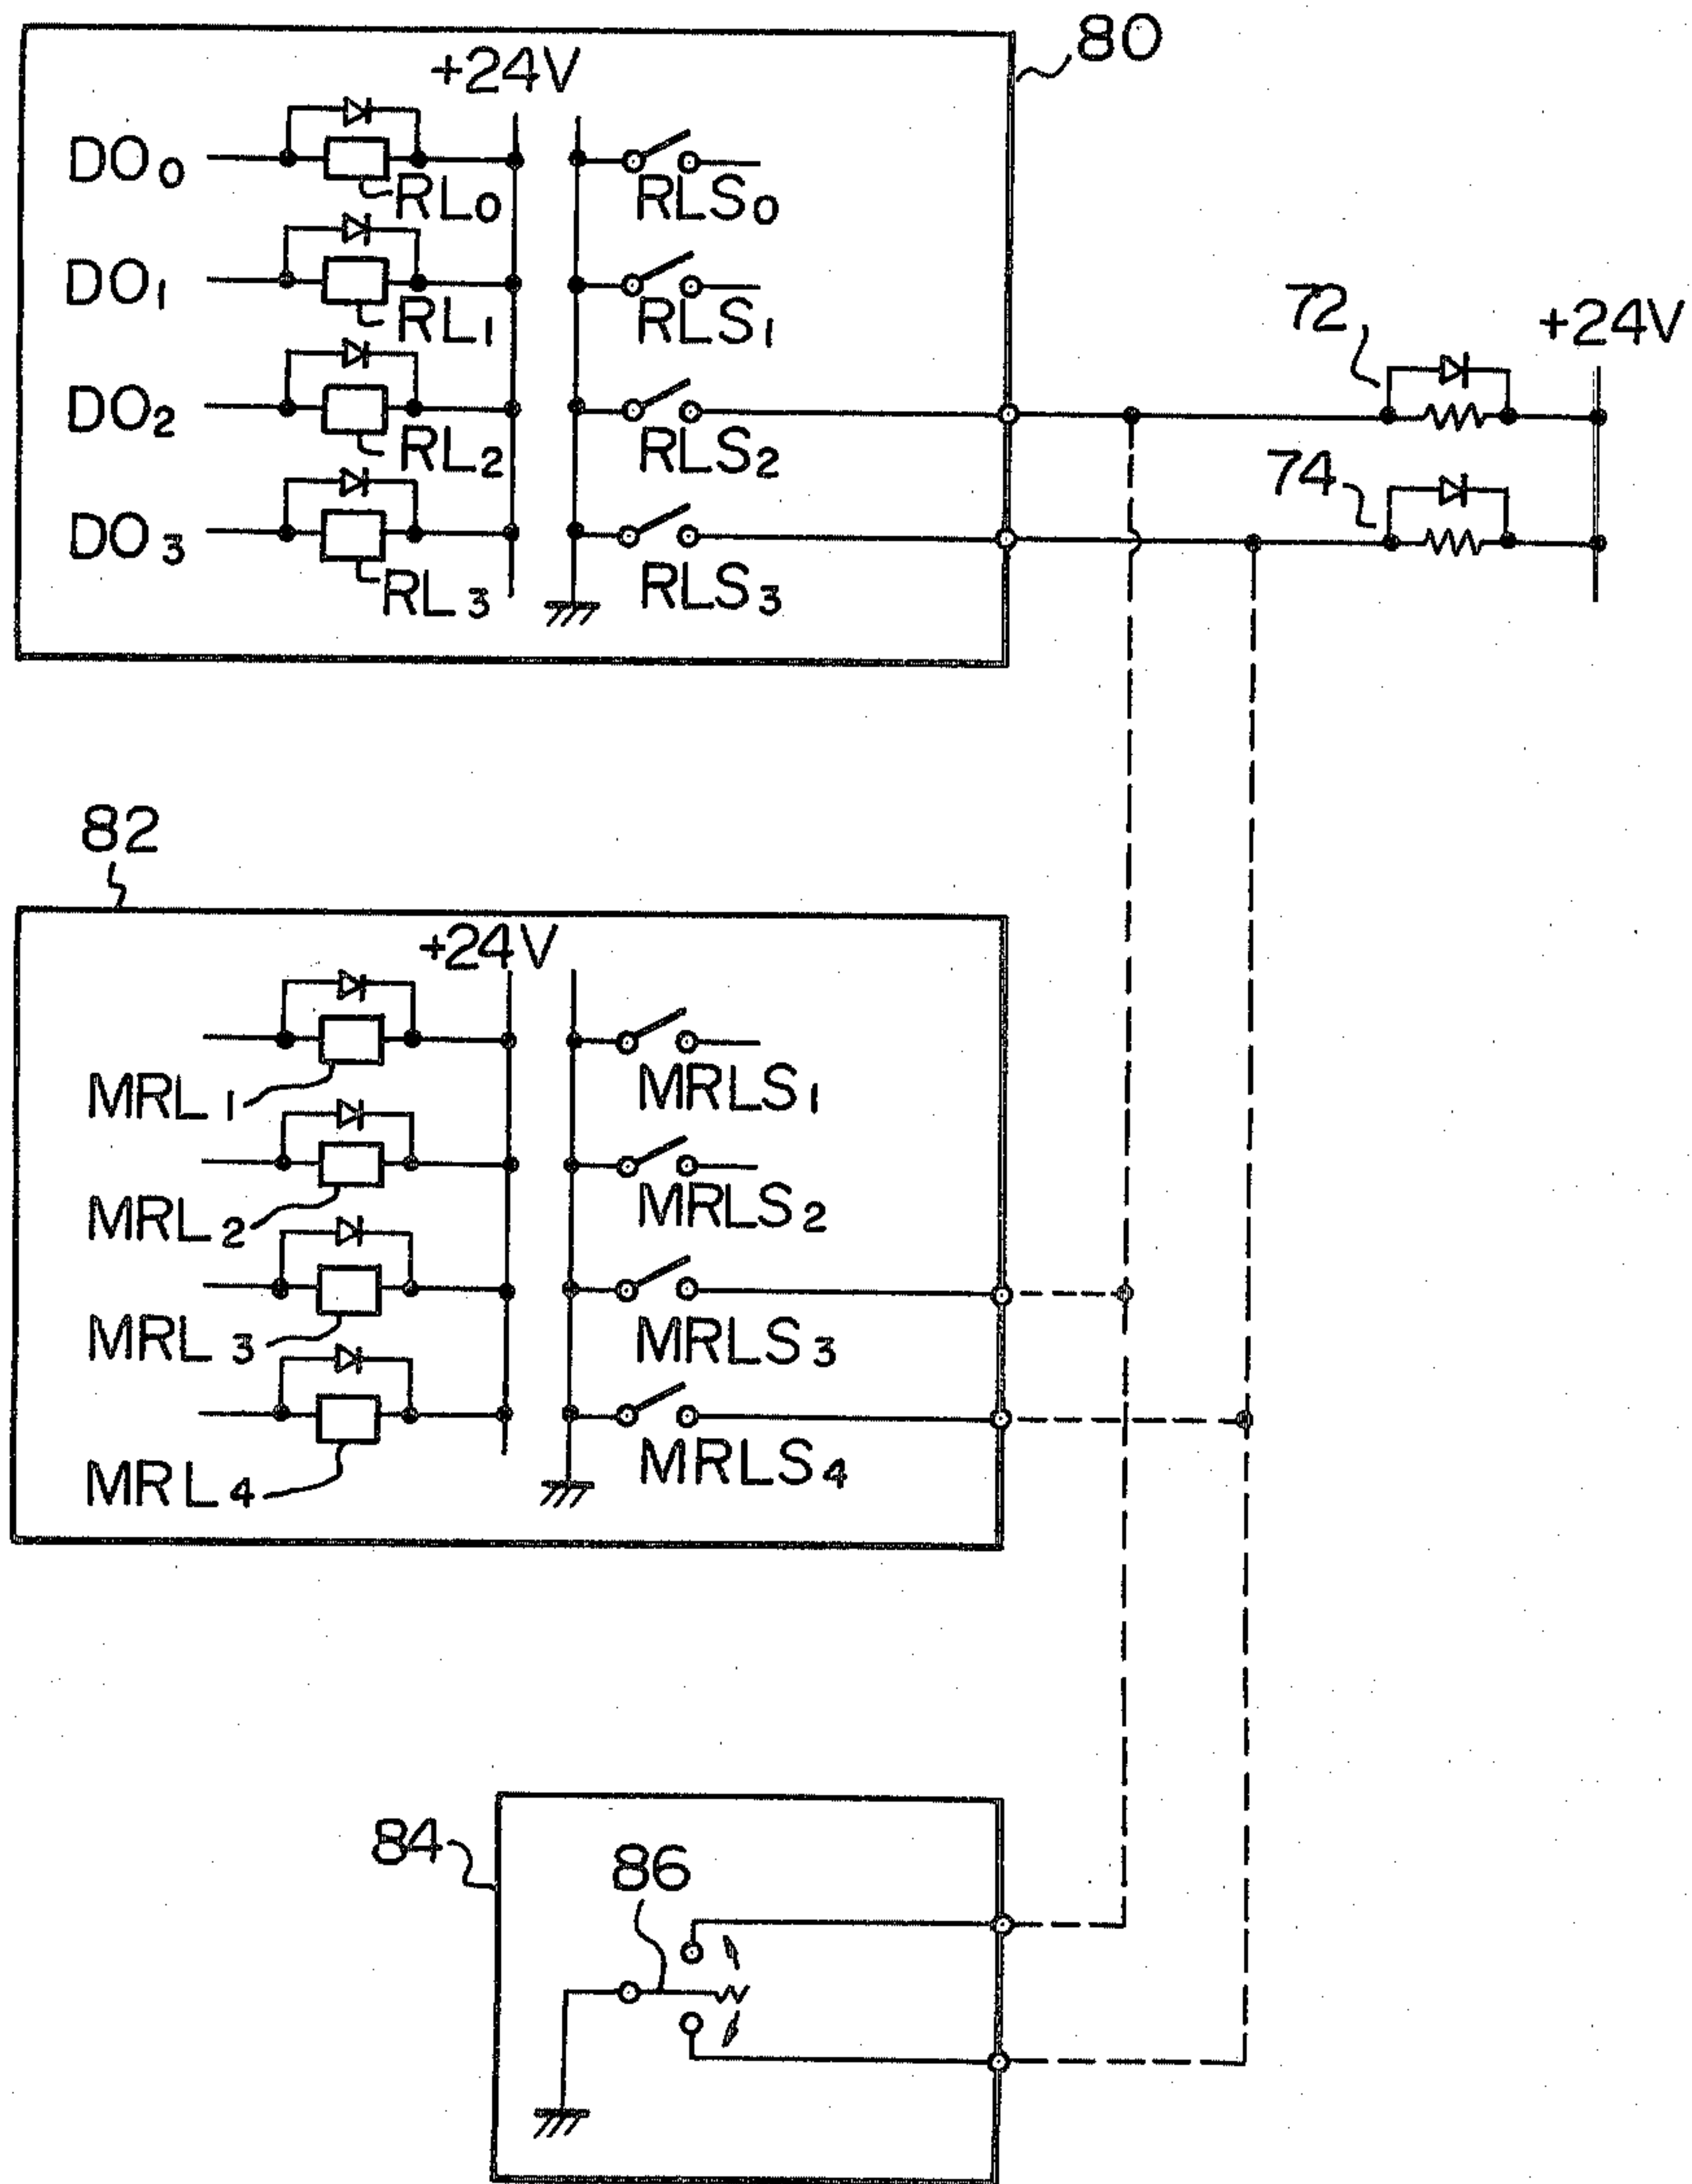 80
+24V
DO0
RL0
RLS0
DO1
RL1
RLS1
72
+24V
DO2
RL2
RLS2
74
DO3
RL3
RLS3
82
+24V
MRL1
MRLS1
MRL2
MRLS2
MRL3
MRLS3
MRL4
MRLS4
84
86